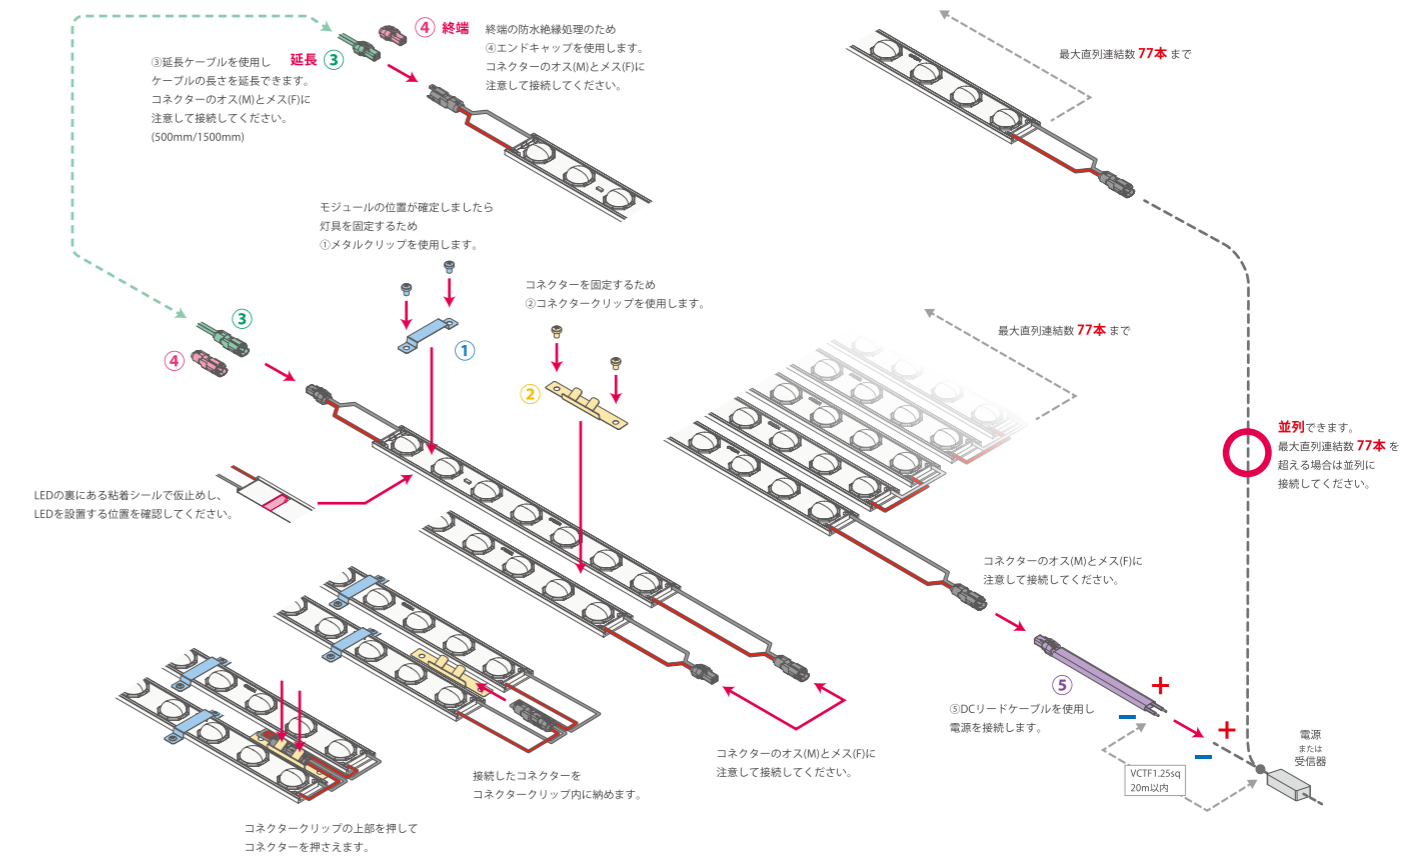 ④ 終端
終端の防水絶縁処理のため
④エンドキャップを使用します。
コネクターのオス(M)とメス(F)に
注意して接続してください。
延長 ③
③延長ケーブルを使用し
ケーブルの長さを延長できます。
コネクターのオス(M)とメス(F)に
注意して接続してください。
(500mm/1500mm)
最大直列連結数 77本 まで
モジュールの位置が確定しましたら
灯具を固定するため
①メタルクリップを使用します。
コネクターを固定するため
②コネクタークリップを使用します。
③
④
①
②
最大直列連結数 77本 まで
並列できます。
最大直列連結数 77本 を
超える場合は並列に
接続してください。
LEDの裏にある粘着シールで仮止めし、
LEDを設置する位置を確認してください。
コネクターのオス(M)とメス(F)に
注意して接続してください。
⑤
+
−
⑤DCリードケーブルを使用し
電源を接続します。
+
−
電源
または
受信器
VCTF1.25sq
20m以内
コネクターのオス(M)とメス(F)に
注意して接続してください。
接続したコネクターを
コネクタークリップ内に納めます。
コネクタークリップの上部を押して
コネクターを押さえます。